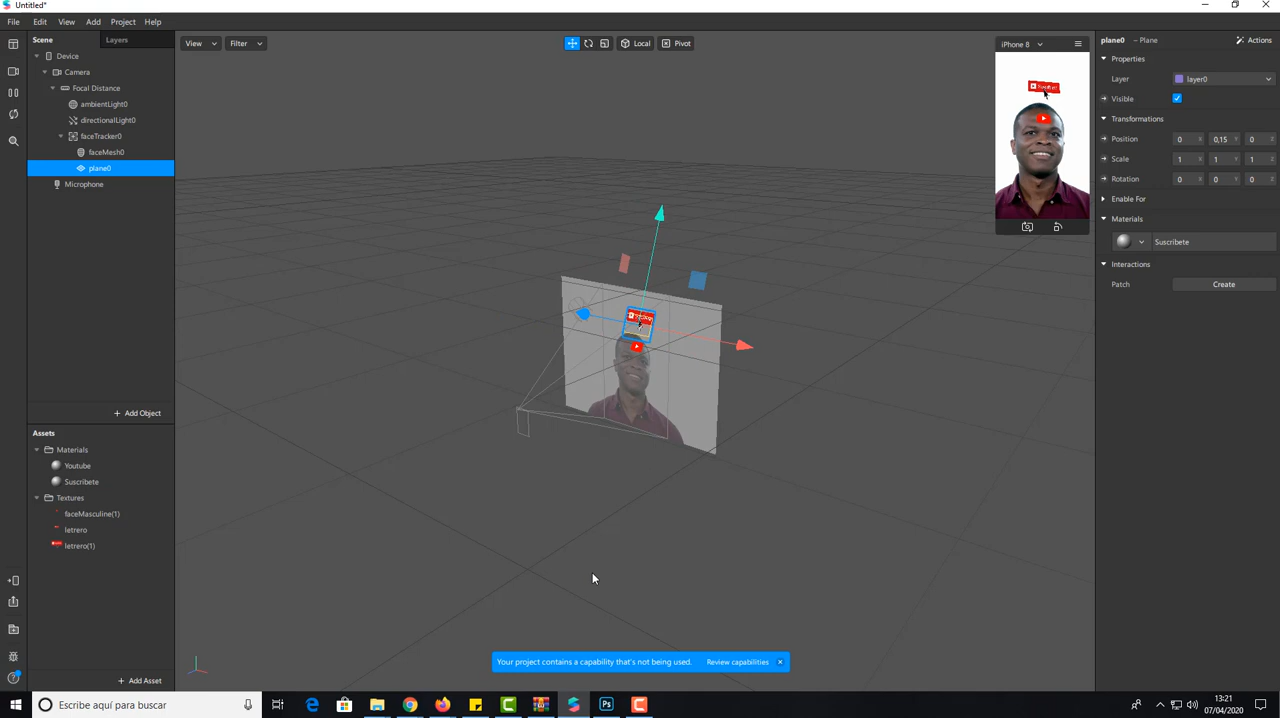 Untitled*
File Edit View Add Project Help
Scene Layers
Device
Camera
Focal Distance
ambientLight0
directionalLight0
faceTracker0
faceMesh0
plane0
Microphone
+ Add Object
Assets
Materials
Youtube
Suscribete
Textures
faceMasculine(1)
letrero
letrero(1)
+ Add Asset
View Filter
Local Pivot
iPhone 8
plane0 – Plane Actions
Properties
Layer layer0
Visible
Transformations
Position 0 X 0,15 Y 0 Z
Scale 1 X 1 Y 1 Z
Rotation 0 X 0 Y 0 Z
Enable For
Materials
Suscribete
Interactions
Patch Create
Your project contains a capability that's not being used. Review capabilities
Escribe aquí para buscar
Ps
13:21
07/04/2020